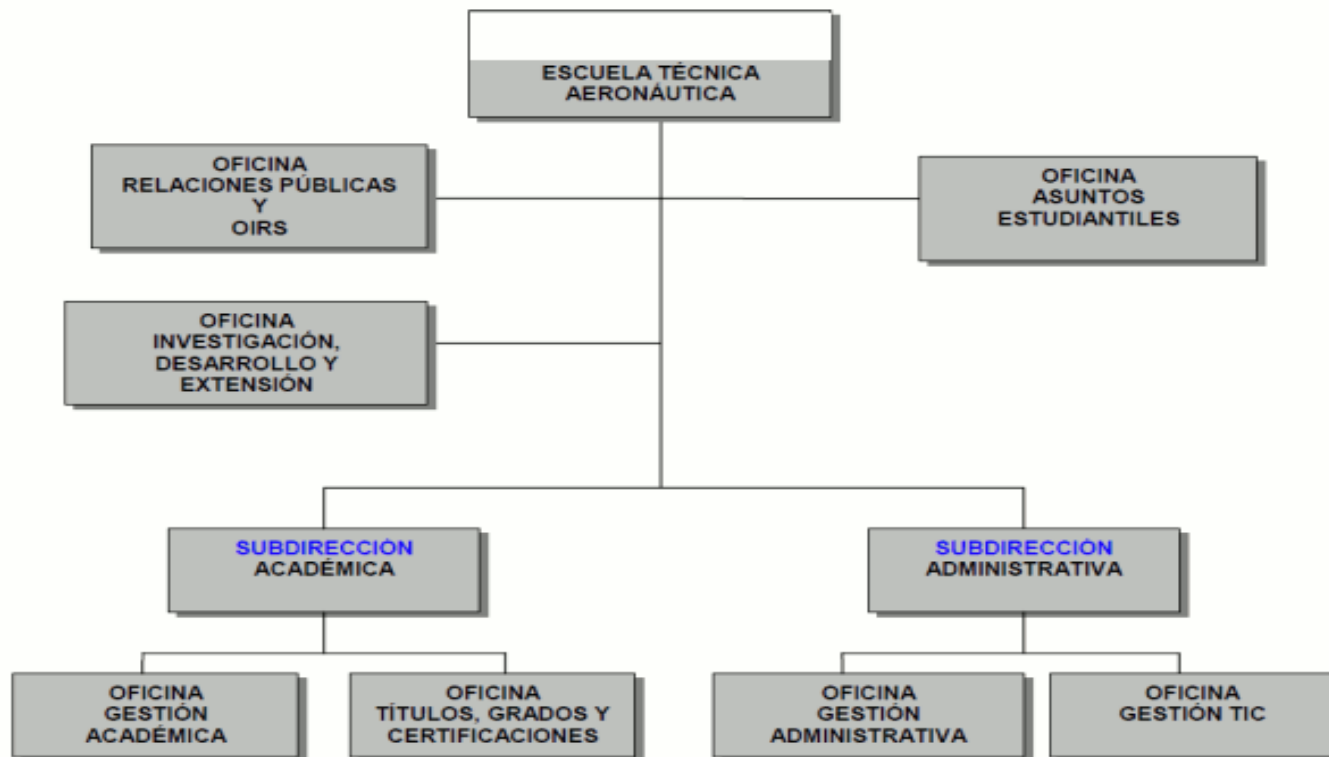 ESCUELA TÉCNICA
AERONÁUTICA
OFICINA
RELACIONES PÚBLICAS
Y
OIRS
OFICINA
ASUNTOS
ESTUDIANTILES
OFICINA
INVESTIGACIÓN,
DESARROLLO Y
EXTENSIÓN
SUBDIRECCIÓN
ACADÉMICA
SUBDIRECCIÓN
ADMINISTRATIVA
OFICINA
GESTIÓN
ACADÉMICA
OFICINA
TÍTULOS, GRADOS Y
CERTIFICACIONES
OFICINA
GESTIÓN
ADMINISTRATIVA
OFICINA
GESTIÓN TIC